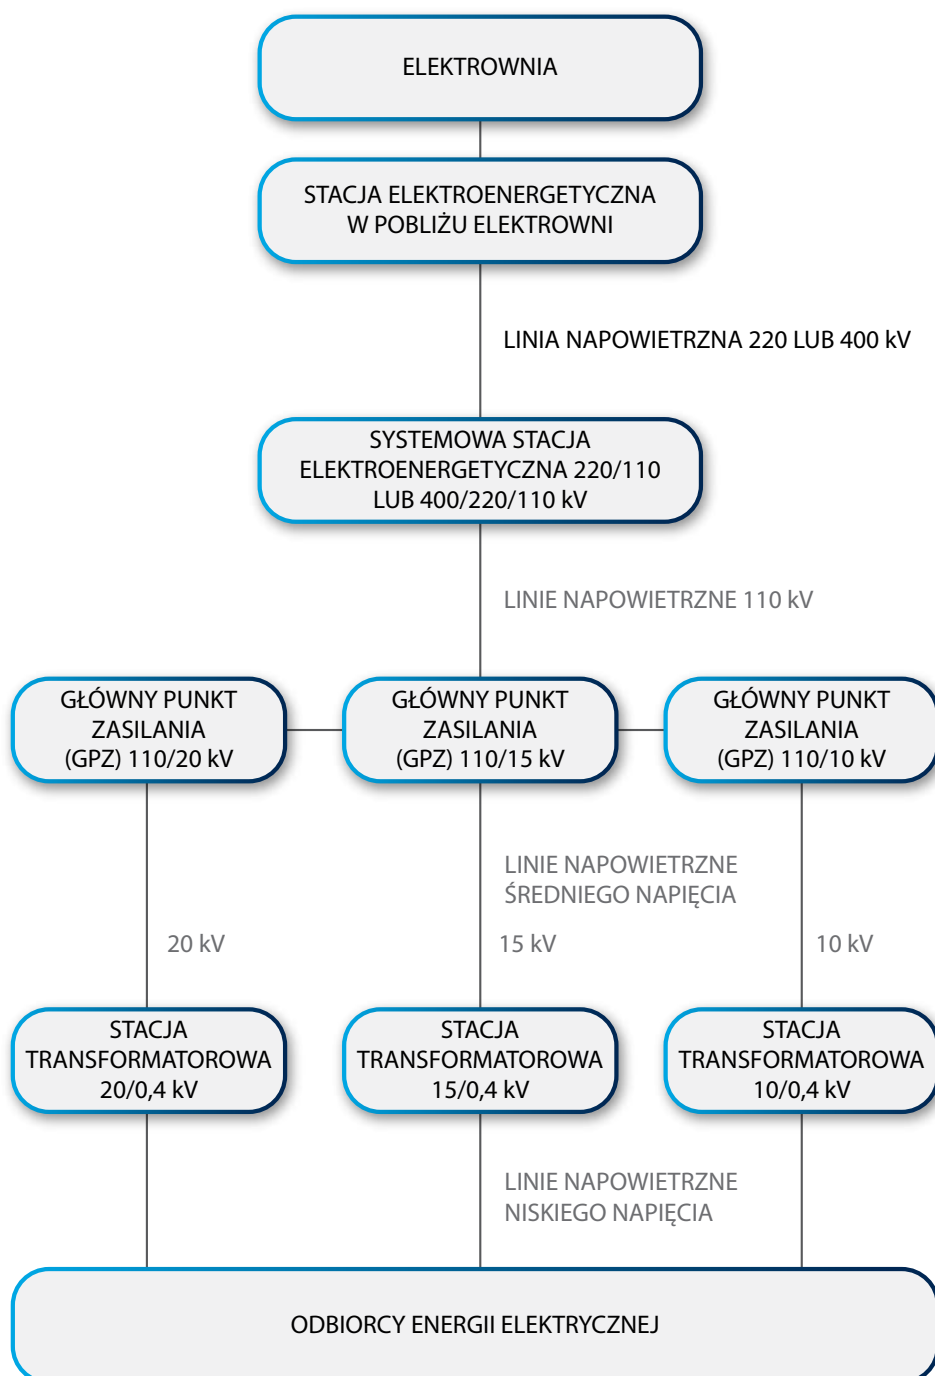 ELEKTROWNIA
STACJA ELEKTROENERGETYCZNA
W POBLIŻU ELEKTROWNI
LINIA NAPOWIETRZNA 220 LUB 400 kV
SYSTEMOWA STACJA
ELEKTROENERGETYCZNA 220/110
LUB 400/220/110 kV
LINIE NAPOWIETRZNE 110 kV
GŁÓWNY PUNKT
ZASILANIA
(GPZ) 110/20 kV
GŁÓWNY PUNKT
ZASILANIA
(GPZ) 110/15 kV
GŁÓWNY PUNKT
ZASILANIA
(GPZ) 110/10 kV
LINIE NAPOWIETRZNE
ŚREDNIEGO NAPIĘCIA
20 kV
15 kV
10 kV
STACJA
TRANSFORMATOROWA
20/0,4 kV
STACJA
TRANSFORMATOROWA
15/0,4 kV
STACJA
TRANSFORMATOROWA
10/0,4 kV
LINIE NAPOWIETRZNE
NISKIEGO NAPIĘCIA
ODBIORCY ENERGII ELEKTRYCZNEJ